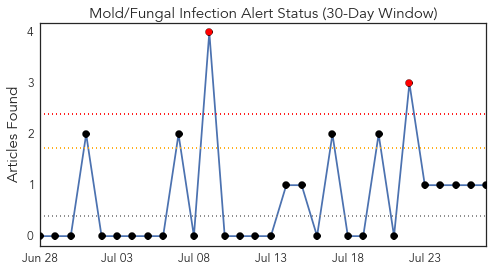 Mold/Fungal Infection Alert Status (30-Day Window)
Articles Found
4
3
2
1
0
Jun 28 Jul 03 Jul 08 Jul 13 Jul 18 Jul 23